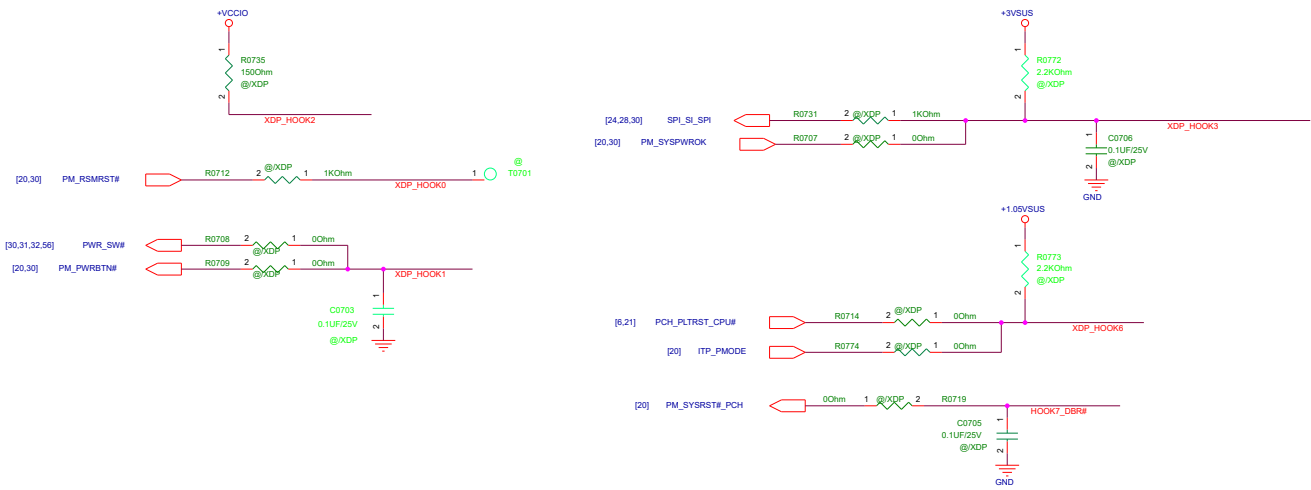 +VCCIO
1
R0735
150Ohm
@/XDP
2
XDP_HOOK2
[20,30] PM_RSMRST# R0712 2 @/XDP 1 1KOhm XDP_HOOK0 1 @ T0701
[30,31,32,56] PWR_SW# R0708 2 @/XDP 1 0Ohm
[20,30] PM_PWRBTN# R0709 2 @/XDP 1 0Ohm XDP_HOOK1
1
C0703
0.1UF/25V
2
@/XDP
+3VSUS
1
R0772
2.2KOhm
@/XDP
2
[24,28,30] SPI_SI_SPI R0731 2 @/XDP 1 1KOhm XDP_HOOK3
[20,30] PM_SYSPWROK R0707 2 @/XDP 1 0Ohm
1
C0706
0.1UF/25V
2
@/XDP
GND
+1.05VSUS
1
R0773
2.2KOhm
@/XDP
2
[6,21] PCH_PLTRST_CPU# R0714 2 @/XDP 1 0Ohm XDP_HOOK6
[20] ITP_PMODE R0774 2 @/XDP 1 0Ohm
[20] PM_SYSRST#_PCH 0Ohm 1 @/XDP 2 R0719 HOOK7_DBR#
1
C0705
0.1UF/25V
@/XDP
2
GND